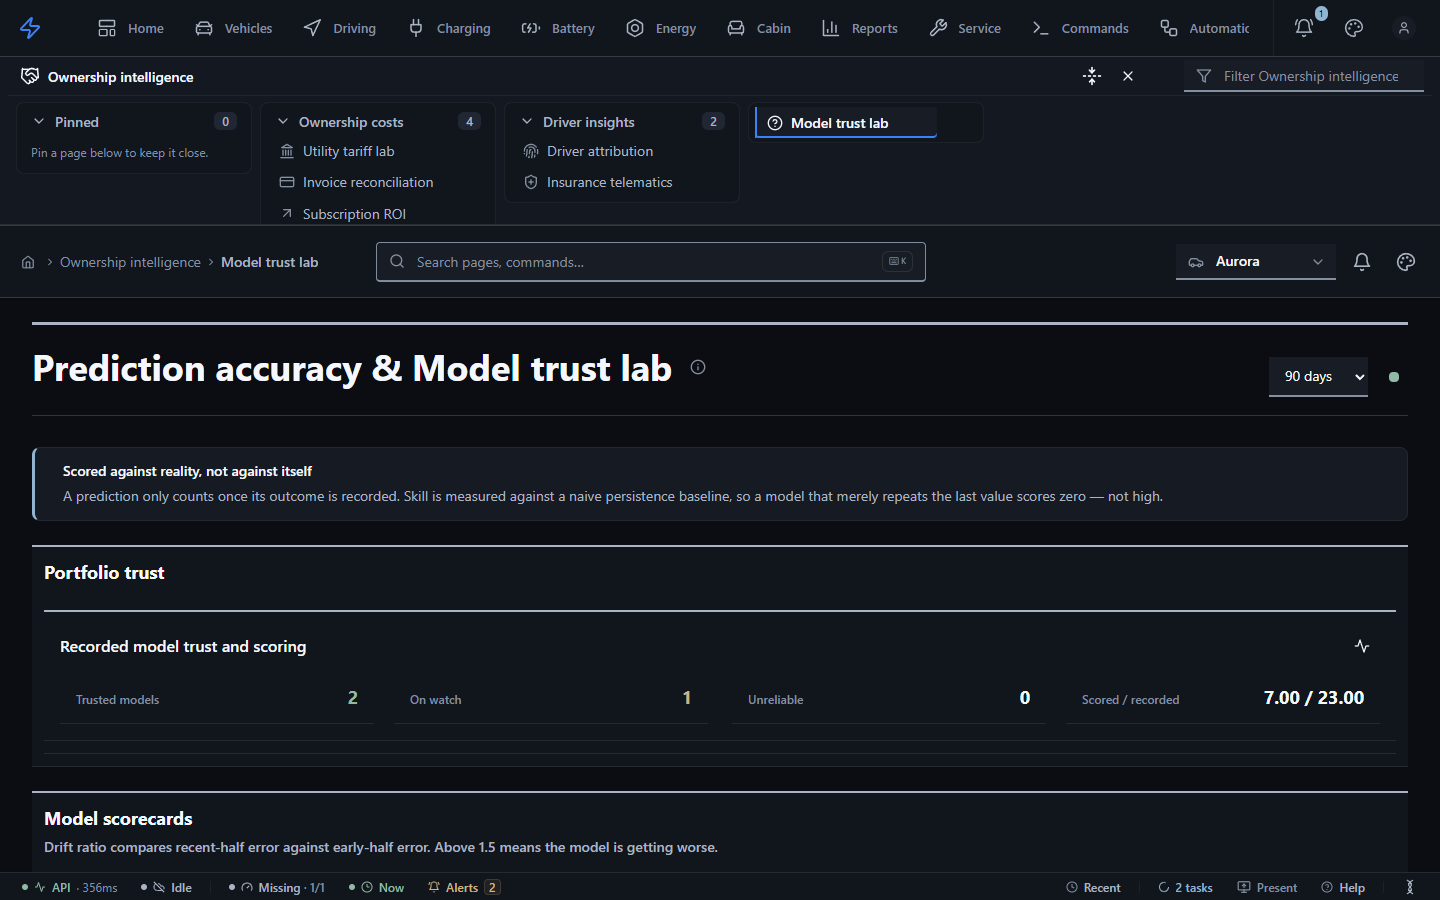 Home
Vehicles
Driving
Charging
Battery
Energy
Cabin
Reports
Service
Commands
Automatic
1
Ownership intelligence
Filter Ownership intelligence
Pinned 0
Pin a page below to keep it close.
Ownership costs 4
Utility tariff lab
Invoice reconciliation
Subscription ROI
Driver insights 2
Driver attribution
Insurance telematics
Model trust lab
Ownership intelligence
Model trust lab
Search pages, commands...
K
Aurora
Prediction accuracy & Model trust lab
90 days
Scored against reality, not against itself
A prediction only counts once its outcome is recorded. Skill is measured against a naive persistence baseline, so a model that merely repeats the last value scores zero — not high.
Portfolio trust
Recorded model trust and scoring
Trusted models 2
On watch 1
Unreliable 0
Scored / recorded 7.00 / 23.00
Model scorecards
Drift ratio compares recent-half error against early-half error. Above 1.5 means the model is getting worse.
API · 356ms
Idle
Missing · 1/1
Now
Alerts 2
Recent
2 tasks
Present
Help